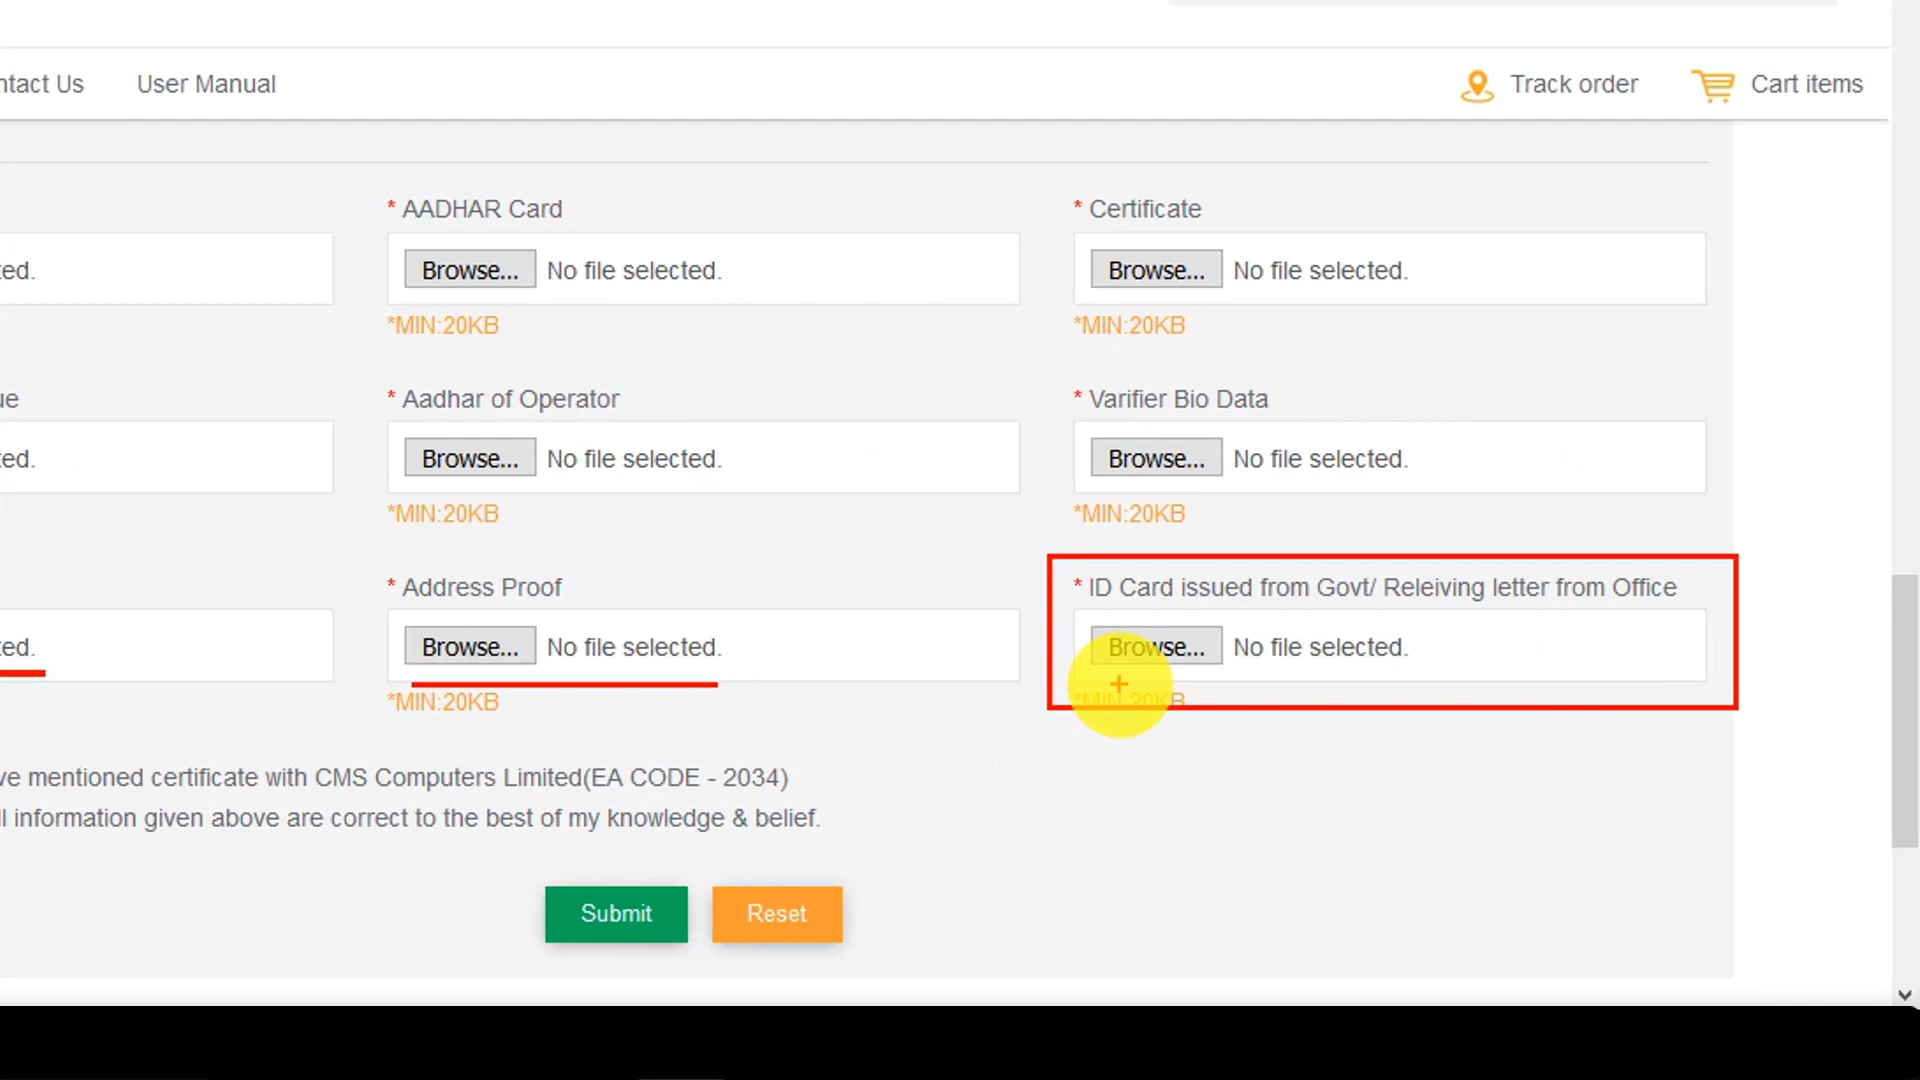 ntact Us User Manual Track order Cart items
* AADHAR Card * Certificate
ted. Browse... No file selected. Browse... No file selected.
*MIN:20KB *MIN:20KB
ue * Aadhar of Operator * Varifier Bio Data
ted. Browse... No file selected. Browse... No file selected.
*MIN:20KB *MIN:20KB
* Address Proof * ID Card issued from Govt/ Releiving letter from Office
ted. Browse... No file selected. Browse... No file selected.
*MIN:20KB *MIN:20KB
ve mentioned certificate with CMS Computers Limited(EA CODE - 2034)
ll information given above are correct to the best of my knowledge & belief.
Submit Reset